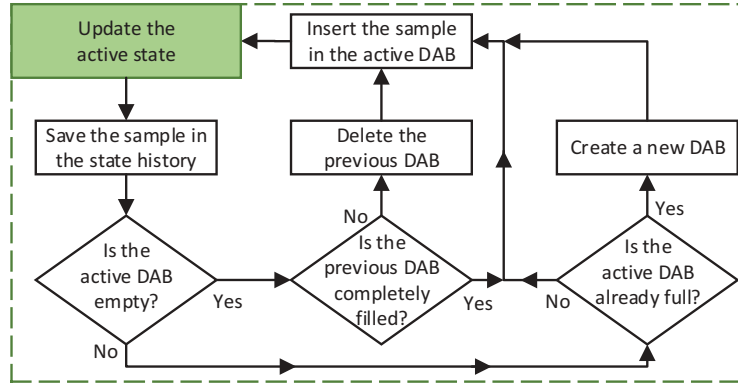 Update the
active state
Insert the sample
in the active DAB
Save the sample in
the state history
Delete the
previous DAB
Create a new DAB
No
Yes
Is the
active DAB
empty?
Yes
Is the
previous DAB
completely
filled?
Yes
No
Is the
active DAB
already full?
No